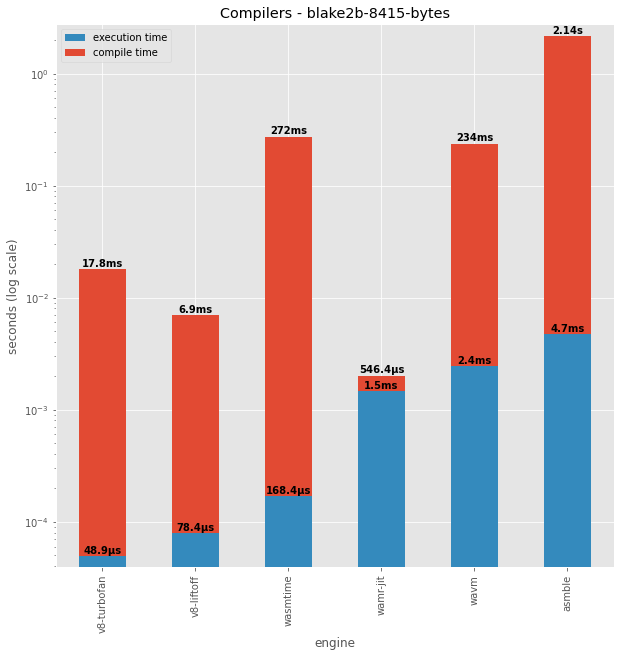 Compilers - blake2b-8415-bytes
execution time
compile time
2.14s
272ms
234ms
17.8ms
6.9ms
546.4μs
1.5ms
2.4ms
4.7ms
168.4μs
78.4μs
48.9μs
10⁰
10⁻¹
10⁻²
10⁻³
10⁻⁴
seconds (log scale)
v8-turbofan
v8-liftoff
wasmtime
wamr-jit
wavm
asmble
engine